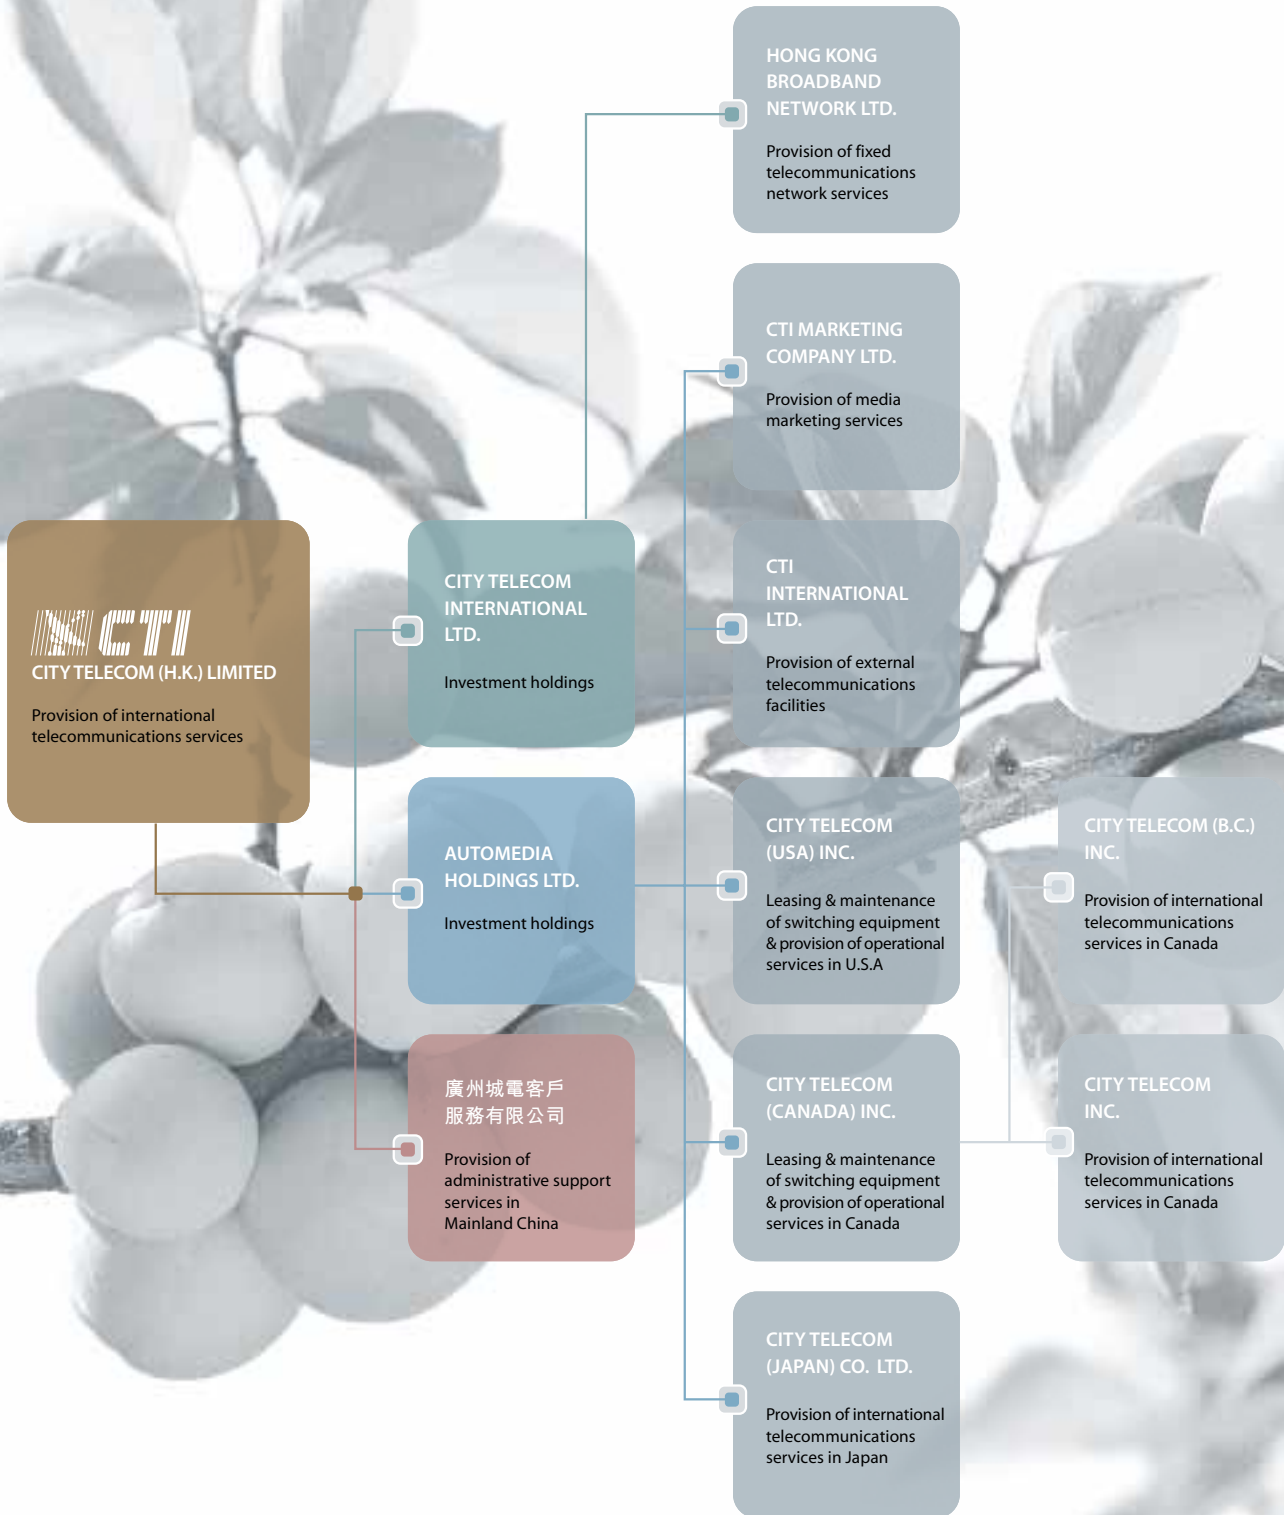 HONG KONG
BROADBAND
NETWORK LTD.
Provision of fixed
telecommunications
network services
CTI MARKETING
COMPANY LTD.
Provision of media
marketing services
CTI
CITY TELECOM (H.K.) LIMITED
Provision of international
telecommunications services
CITY TELECOM
INTERNATIONAL
LTD.
Investment holdings
CTI
INTERNATIONAL
LTD.
Provision of external
telecommunications
facilities
AUTOMEDIA
HOLDINGS LTD.
Investment holdings
CITY TELECOM
(USA) INC.
Leasing & maintenance
of switching equipment
& provision of operational
services in U.S.A
CITY TELECOM (B.C.)
INC.
Provision of international
telecommunications
services in Canada
廣州城電客戶
服務有限公司
Provision of
administrative support
services in
Mainland China
CITY TELECOM
(CANADA) INC.
Leasing & maintenance
of switching equipment
& provision of operational
services in Canada
CITY TELECOM
INC.
Provision of international
telecommunications
services in Canada
CITY TELECOM
(JAPAN) CO. LTD.
Provision of international
telecommunications
services in Japan